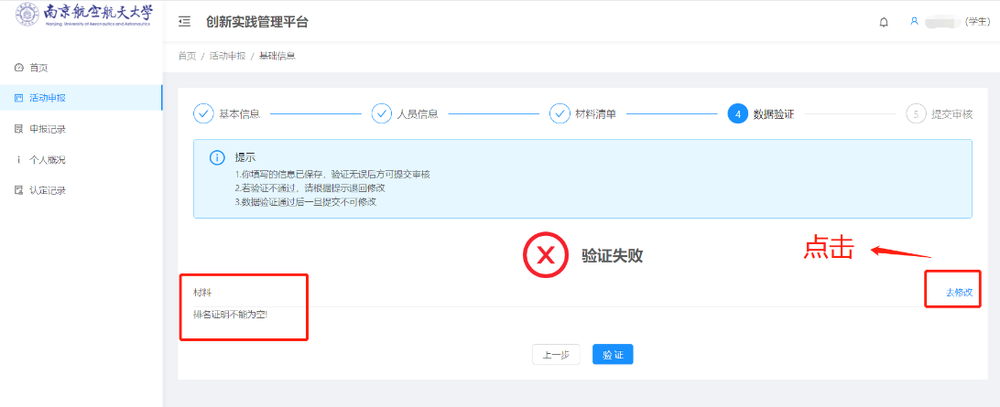 南京航空航天大学
Nanjing University of Aeronautics and Astronautics
创新实践管理平台
(学生)
首页 / 活动申报 / 基础信息
首页
活动申报
申报记录
个人概况
认定记录
基本信息
人员信息
材料清单
4 数据验证
5 提交审核
提示
1.你填写的信息已保存，验证无误后方可提交审核
2.若验证不通过，请根据提示退回修改
3.数据验证通过后一旦提交不可修改
验证失败
点击
材料
去修改
排名证明不能为空!
上一步
验 证